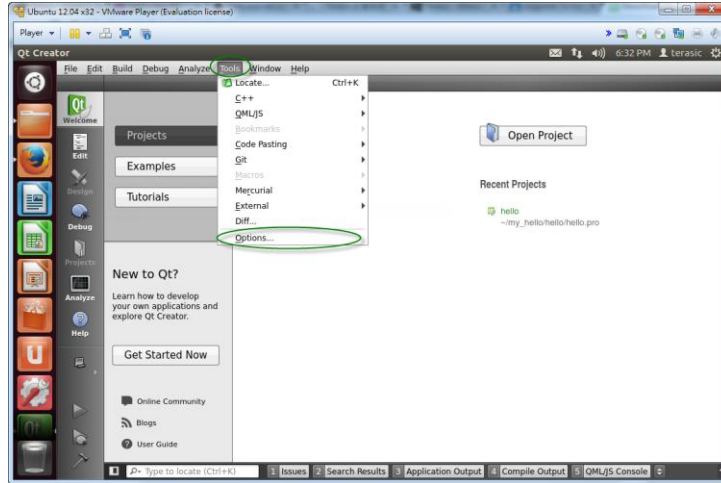 Ubuntu 12.04 x32 - VMware Player (Evaluation license)
Player
Qt Creator
6:32 PM
terasic
File Edit Build Debug Analyze Tools Window Help
Locate... Ctrl+K
C++
QML/JS
Bookmarks
Code Pasting
Git
Macros
Mercurial
External
Diff...
Options...
Qt
Welcome
Edit
Design
Debug
Projects
Analyze
Help
Projects
Examples
Tutorials
New to Qt?
Learn how to develop
your own applications and
explore Qt Creator.
Get Started Now
Online Community
Blogs
User Guide
Open Project
Recent Projects
hello
~/my_hello/hello/hello.pro
Type to locate (Ctrl+K)
1 Issues 2 Search Results 3 Application Output 4 Compile Output 5 QML/JS Console